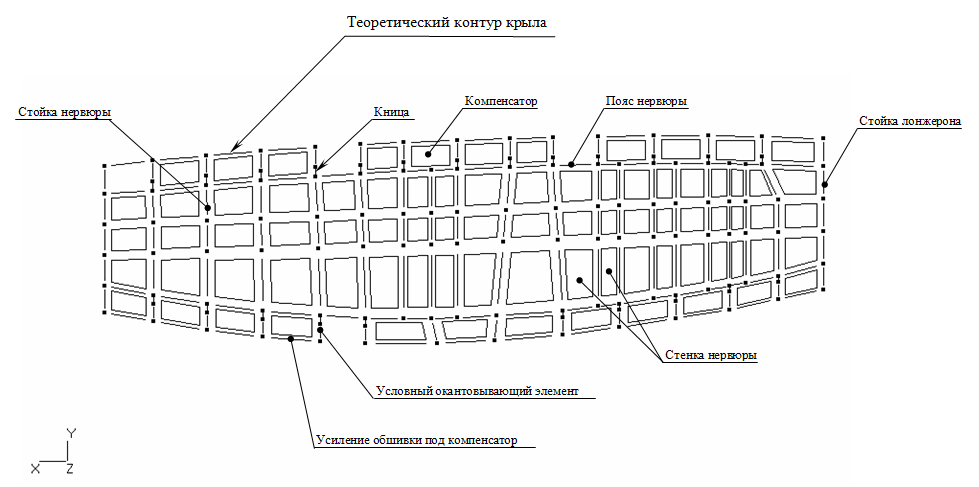 Теоретический контур крыла
Стойка нервюры
Кница
Компенсатор
Пояс нервюры
Стойка лонжерона
Стенка нервюры
Условный окантовывающий элемент
Усиление обшивки под компенсатор
Y
X
Z